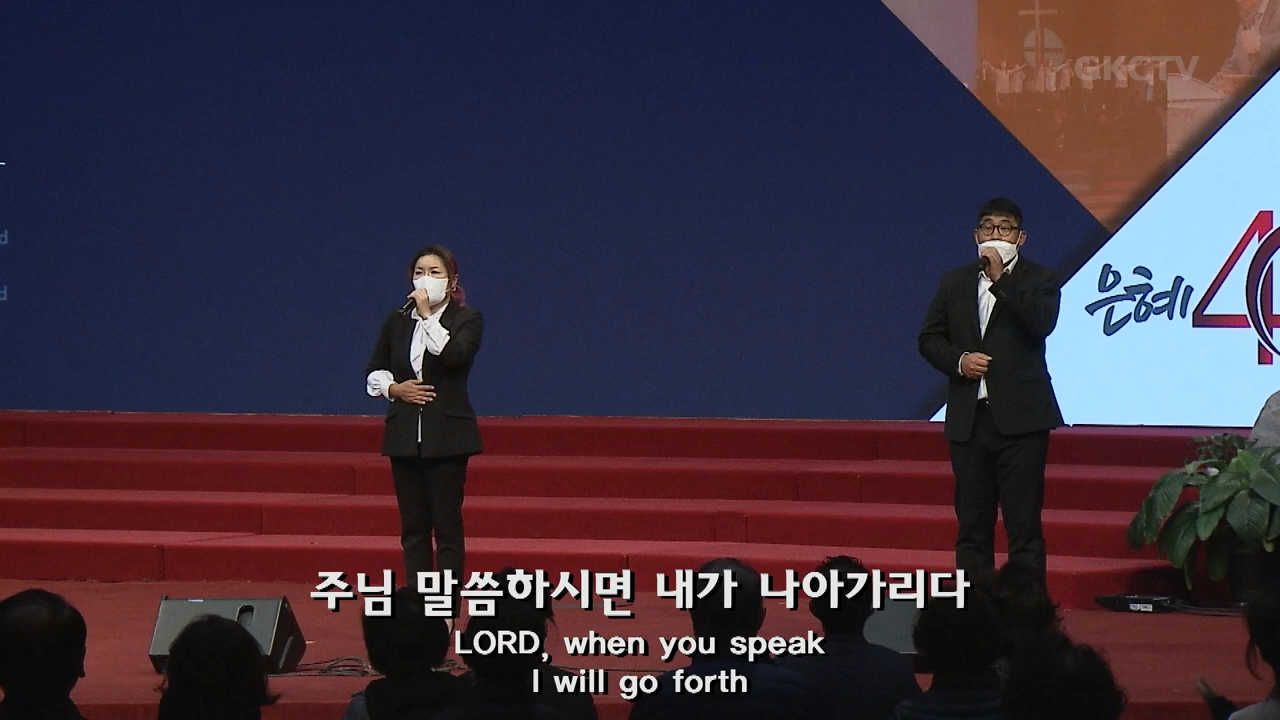 GKCTV
은혜 40
d
d
주님 말씀하시면 내가 나아가리다
LORD, when you speak
I will go forth